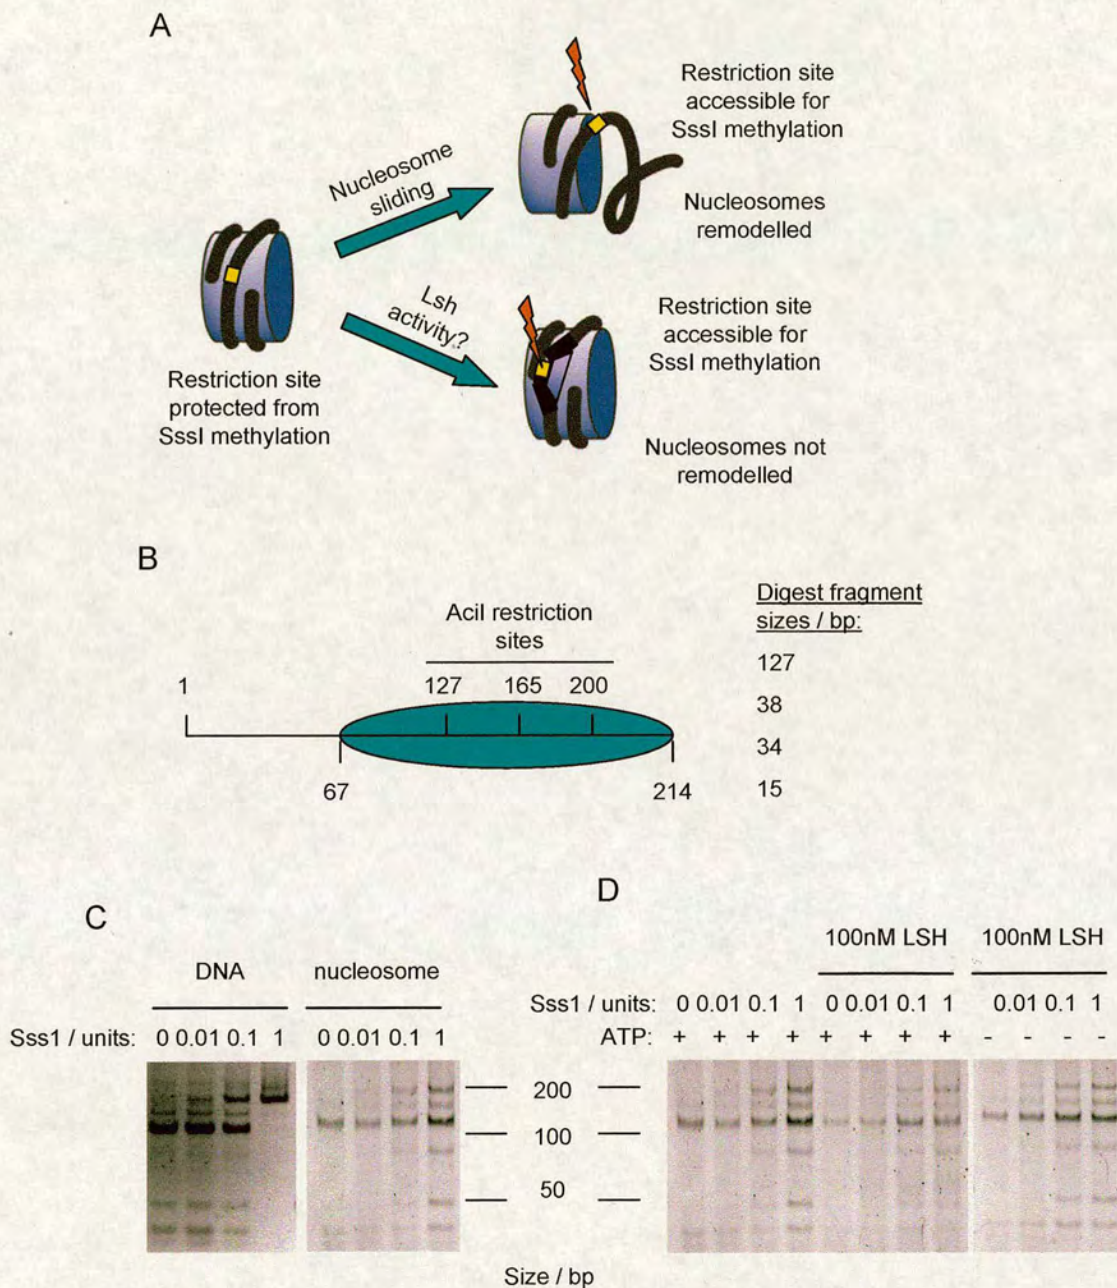 A
Nucleosome
sliding
Restriction site
accessible for
SssI methylation
Nucleosomes
remodelled
Restriction site
protected from
SssI methylation
Lsh
activity?
Restriction site
accessible for
SssI methylation
Nucleosomes not
remodelled
B
AciI restriction
sites
1
127 165 200
67
214
Digest fragment
sizes / bp:
127
38
34
15
C
DNA
nucleosome
Sss1 / units: 0 0.01 0.1 1 0 0.01 0.1 1
200
100
50
Size / bp
D
100nM LSH
100nM LSH
Sss1 / units: 0 0.01 0.1 1 0 0.01 0.1 1 0 0.01 0.1 1
ATP: + + + + + + + + - - - -